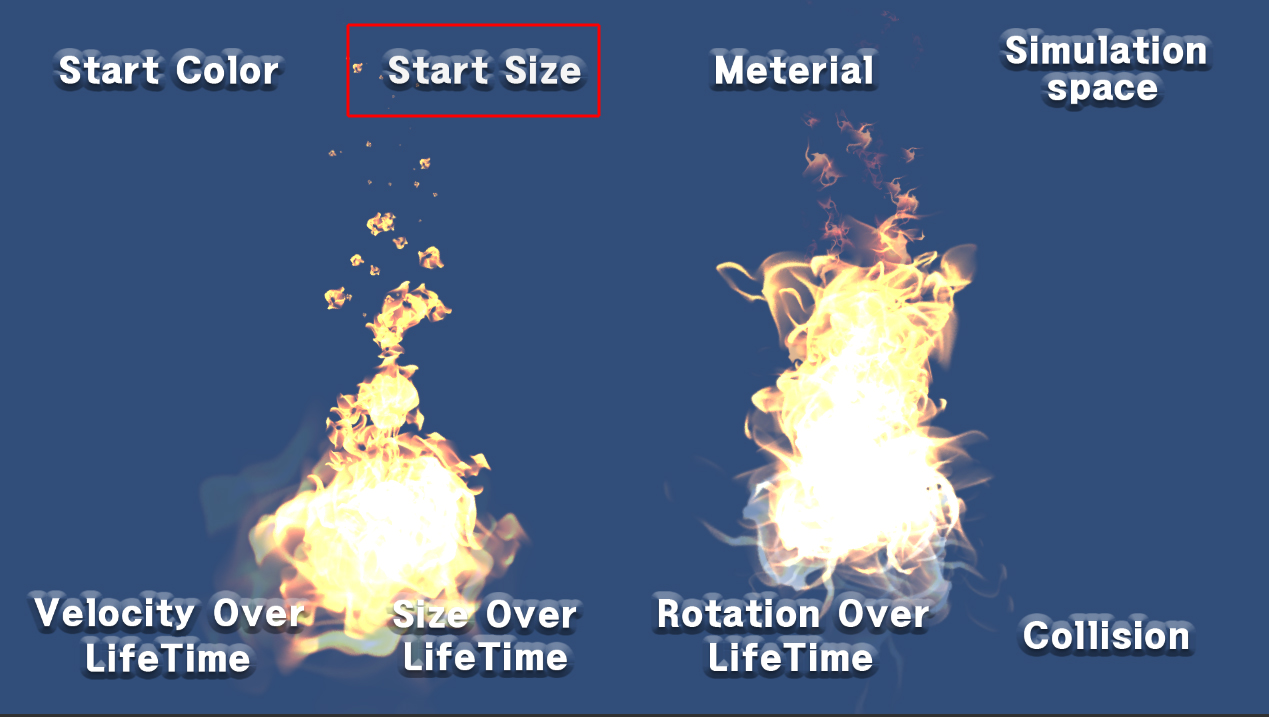 Start Color
Start Size
Meterial
Simulation
space
Velocity Over
LifeTime
Size Over
LifeTime
Rotation Over
LifeTime
Collision